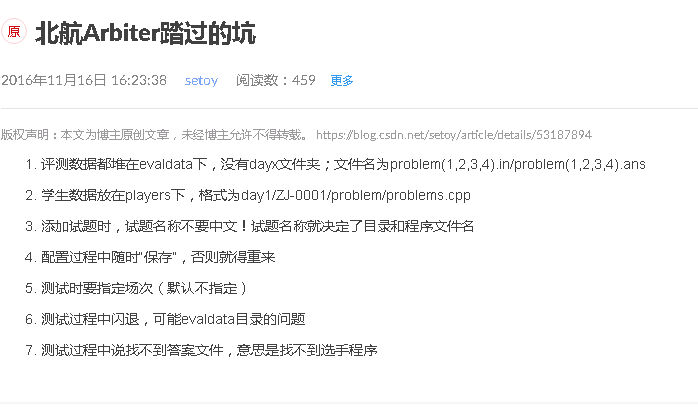 原 北航Arbiter踏过的坑
2016年11月16日 16:23:38 setoy 阅读数：459 更多
版权声明：本文为博主原创文章，未经博主允许不得转载。 https://blog.csdn.net/setoy/article/details/53187894
1. 评测数据都堆在evaldata下，没有dayx文件夹；文件名为problem(1,2,3,4).in/problem(1,2,3,4).ans
2. 学生数据放在players下，格式为day1/ZJ-0001/problem/problems.cpp
3. 添加试题时，试题名称不要中文！试题名称就决定了目录和程序文件名
4. 配置过程中随时"保存"，否则就得重来
5. 测试时要指定场次（默认不指定）
6. 测试过程中闪退，可能evaldata目录的问题
7. 测试过程中说找不到答案文件，意思是找不到选手程序